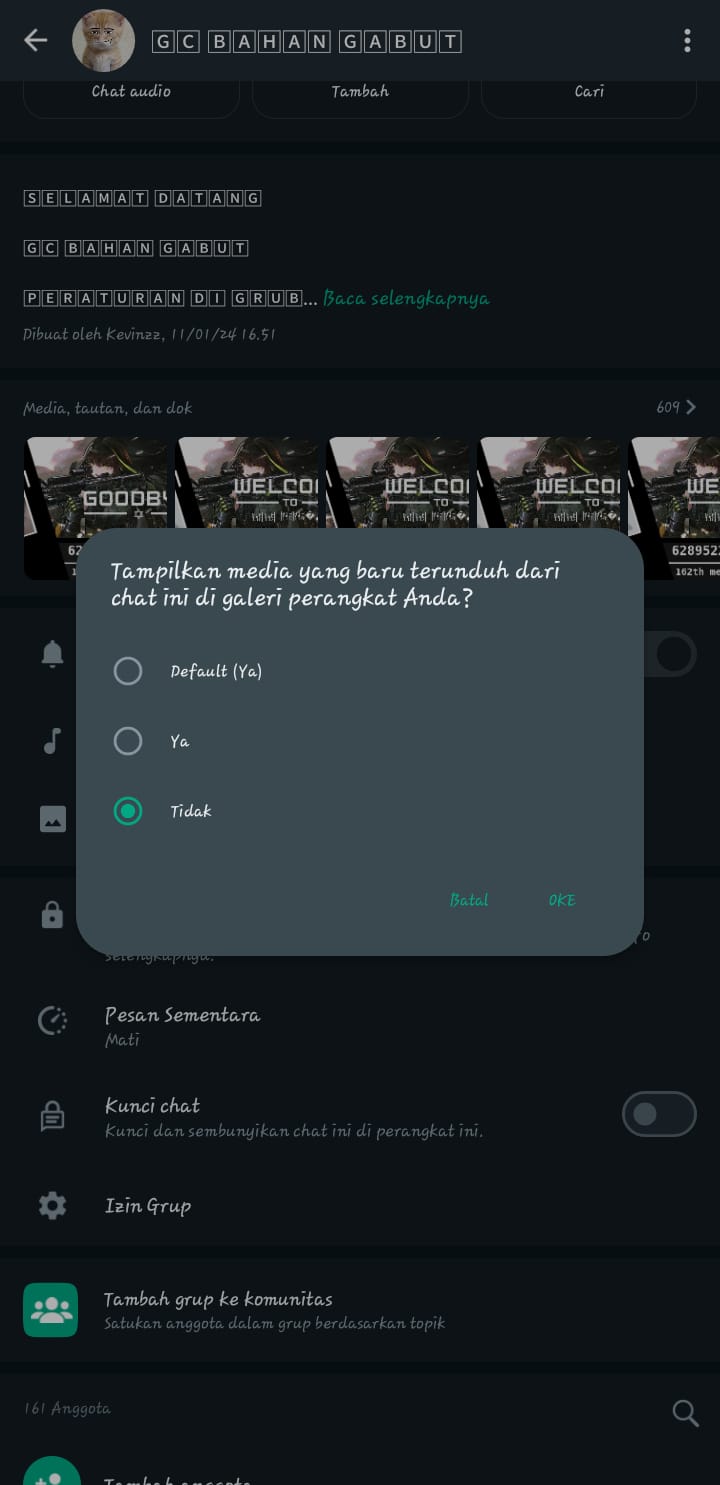 GC BAHAN GABUT
Chat audio
Tambah
Cari
SELAMAT DATANG
GC BAHAN GABUT
PERATURAN DI GRUB... Baca selengkapnya
Dibuat oleh Kevinzz, 11/01/24 16.51
Media, tautan, dan dok
609
GOODB
WELCO
TO
WELCO
TO
WELCO
TO
WE
62
628952
162th me
Tampilkan media yang baru terunduh dari
chat ini di galeri perangkat Anda?
Default (Ya)
Ya
Tidak
Batal
OKE
selengkapnya.
Pesan Sementara
Mati
Kunci chat
Kunci dan sembunyikan chat ini di perangkat ini.
Izin Grup
Tambah grup ke komunitas
Satukan anggota dalam grup berdasarkan topik
161 Anggota
Tambah anggota